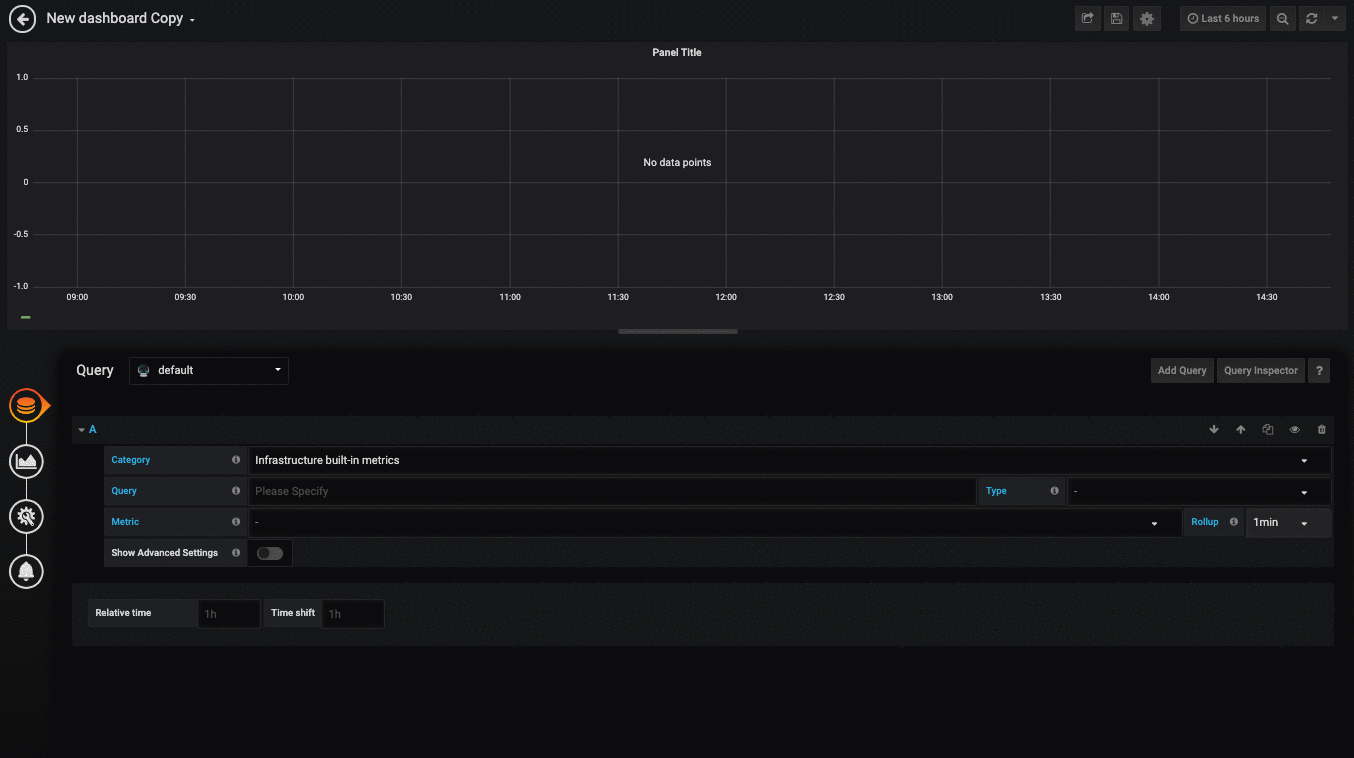 New dashboard Copy
Last 6 hours
Panel Title
1.0
0.5
0
-0.5
-1.0
No data points
09:00 09:30 10:00 10:30 11:00 11:30 12:00 12:30 13:00 13:30 14:00 14:30
Query default Add Query Query Inspector ?
A
Category Infrastructure built-in metrics
Query Please Specify Type -
Metric - Rollup 1min
Show Advanced Settings
Relative time 1h Time shift 1h